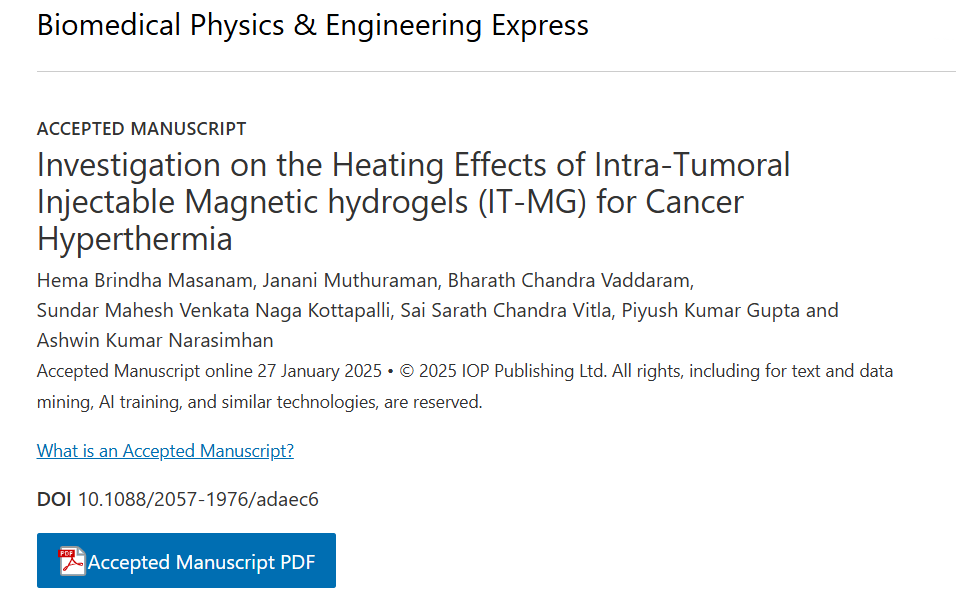 Biomedical Physics & Engineering Express
ACCEPTED MANUSCRIPT
Investigation on the Heating Effects of Intra-Tumoral
Injectable Magnetic hydrogels (IT-MG) for Cancer
Hyperthermia
Hema Brindha Masanam, Janani Muthuraman, Bharath Chandra Vaddaram,
Sundar Mahesh Venkata Naga Kottapalli, Sai Sarath Chandra Vitla, Piyush Kumar Gupta and
Ashwin Kumar Narasimhan
Accepted Manuscript online 27 January 2025 • © 2025 IOP Publishing Ltd. All rights, including for text and data
mining, AI training, and similar technologies, are reserved.
What is an Accepted Manuscript?
DOI 10.1088/2057-1976/adaec6
PDF Accepted Manuscript PDF